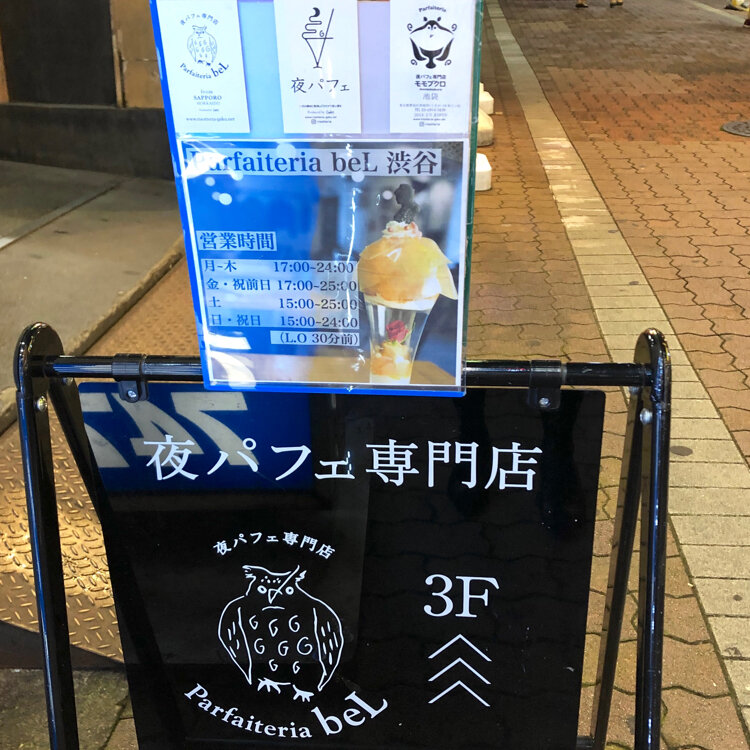 夜パフェ専門店
Parfaiteria beL
from
SAPPORO
HOKKAIDO
夜パフェ
Parfaiteria
夜パフェ専門店
モモブクロ
池袋
Parfaiteria beL 渋谷
営業時間
月~木 17:00~24:00
金・祝前日 17:00~25:00
土 15:00~25:00
日・祝日 15:00~24:00
(L.O 30分前)
夜パフェ専門店
夜パフェ専門店
Parfaiteria beL
3F